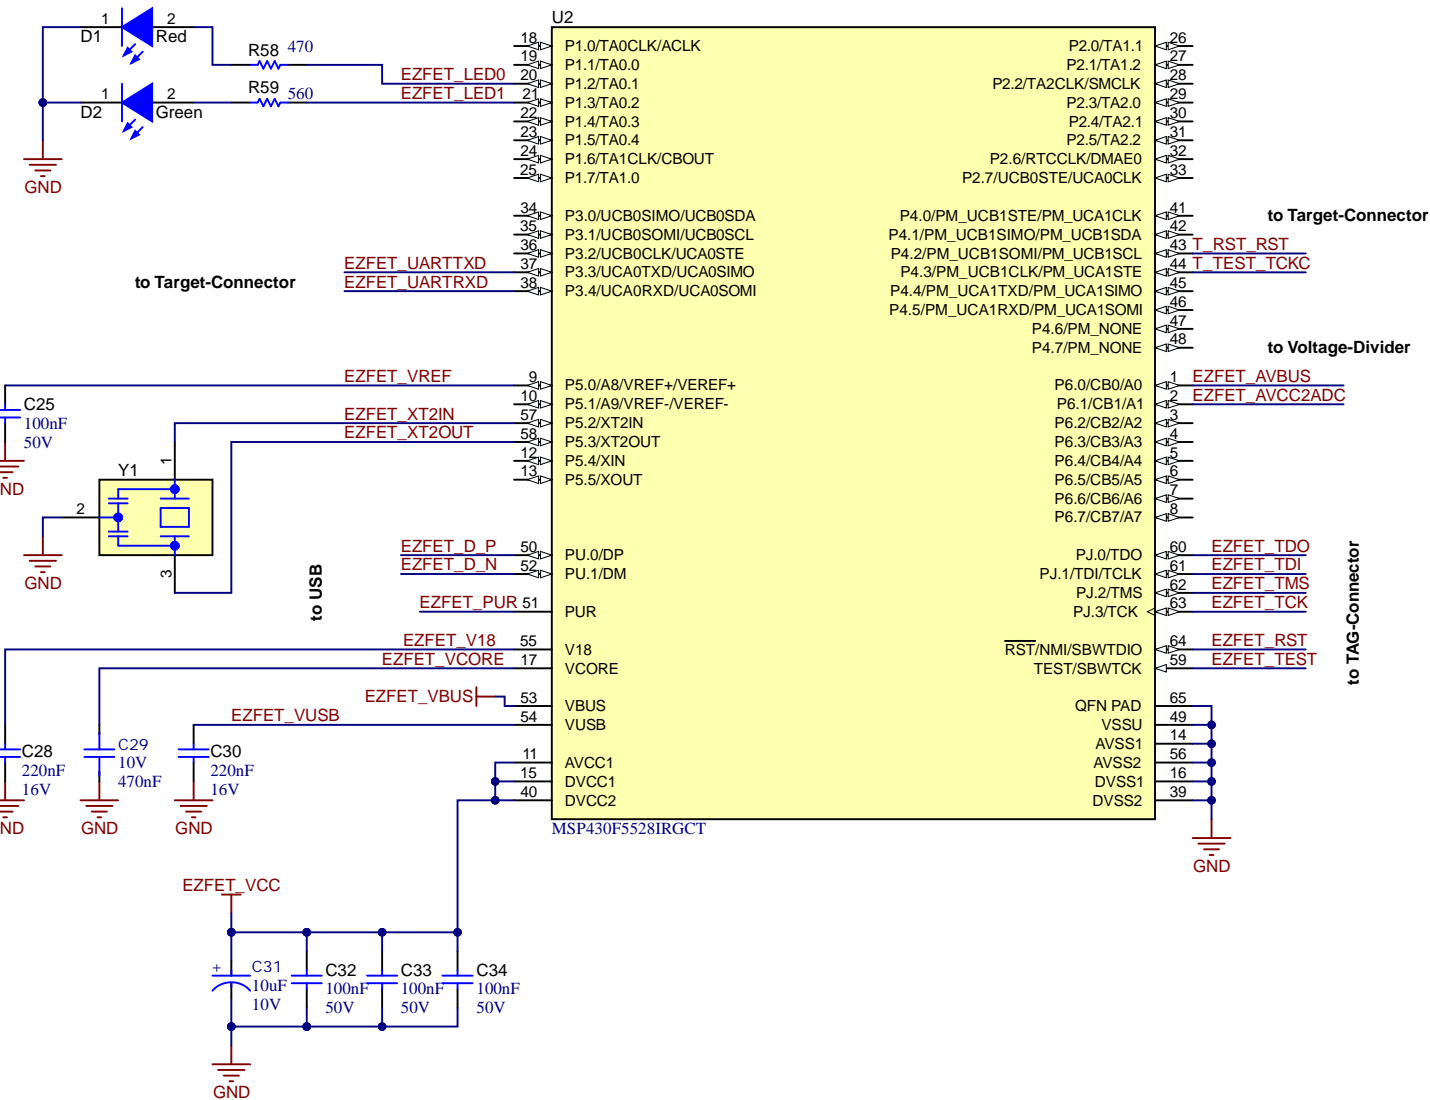 U2
1
2
D1
Red
R58
470
EZFET_LED0
1
2
D2
Green
R59
560
EZFET_LED1
GND
18
P1.0/TA0CLK/ACLK
19
P1.1/TA0.0
20
P1.2/TA0.1
21
P1.3/TA0.2
22
P1.4/TA0.3
23
P1.5/TA0.4
24
P1.6/TA1CLK/CBOUT
25
P1.7/TA1.0
34
P3.0/UCB0SIMO/UCB0SDA
35
P3.1/UCB0SOMI/UCB0SCL
36
P3.2/UCB0CLK/UCA0STE
to Target-Connector
EZFET_UARTTXD
37
P3.3/UCA0TXD/UCA0SIMO
EZFET_UARTRXD
38
P3.4/UCA0RXD/UCA0SOMI
EZFET_VREF
9
P5.0/A8/VREF+/VEREF+
10
P5.1/A9/VREF-/VEREF-
EZFET_XT2IN
57
P5.2/XT2IN
EZFET_XT2OUT
58
P5.3/XT2OUT
12
P5.4/XIN
13
P5.5/XOUT
C25
100nF
50V
ND
Y1
1
2
3
GND
to USB
EZFET_D_P
50
PU.0/DP
EZFET_D_N
52
PU.1/DM
EZFET_PUR
51
PUR
EZFET_V18
55
V18
EZFET_VCORE
17
VCORE
EZFET_VBUS
53
VBUS
EZFET_VUSB
54
VUSB
11
AVCC1
15
DVCC1
40
DVCC2
C28
220nF
16V
ND
C29
10V
470nF
GND
C30
220nF
16V
GND
MSP430F5528IRGCT
P2.0/TA1.1
26
P2.1/TA1.2
27
P2.2/TA2CLK/SMCLK
28
P2.3/TA2.0
29
P2.4/TA2.1
30
P2.5/TA2.2
31
P2.6/RTCCLK/DMAE0
32
P2.7/UCB0STE/UCA0CLK
33
P4.0/PM_UCB1STE/PM_UCA1CLK
41
to Target-Connector
P4.1/PM_UCB1SIMO/PM_UCB1SDA
42
P4.2/PM_UCB1SOMI/PM_UCB1SCL
43
T_RST_RST
P4.3/PM_UCB1CLK/PM_UCA1STE
44
T_TEST_TCKC
P4.4/PM_UCA1TXD/PM_UCA1SIMO
45
P4.5/PM_UCA1RXD/PM_UCA1SOMI
46
P4.6/PM_NONE
47
P4.7/PM_NONE
48
to Voltage-Divider
P6.0/CB0/A0
1
EZFET_AVBUS
P6.1/CB1/A1
2
EZFET_AVCC2ADC
P6.2/CB2/A2
3
P6.3/CB3/A3
4
P6.4/CB4/A4
5
P6.5/CB5/A5
6
P6.6/CB6/A6
7
P6.7/CB7/A7
8
PJ.0/TDO
60
EZFET_TDO
PJ.1/TDI/TCLK
61
EZFET_TDI
PJ.2/TMS
62
EZFET_TMS
PJ.3/TCK
63
EZFET_TCK
RST/NMI/SBWTDIO
64
EZFET_RST
TEST/SBWTCK
59
EZFET_TEST
to TAG-Connector
QFN PAD
65
VSSU
49
AVSS1
14
AVSS2
56
DVSS1
16
DVSS2
39
GND
EZFET_VCC
+
C31
10uF
10V
C32
100nF
50V
C33
100nF
50V
C34
100nF
50V
GND